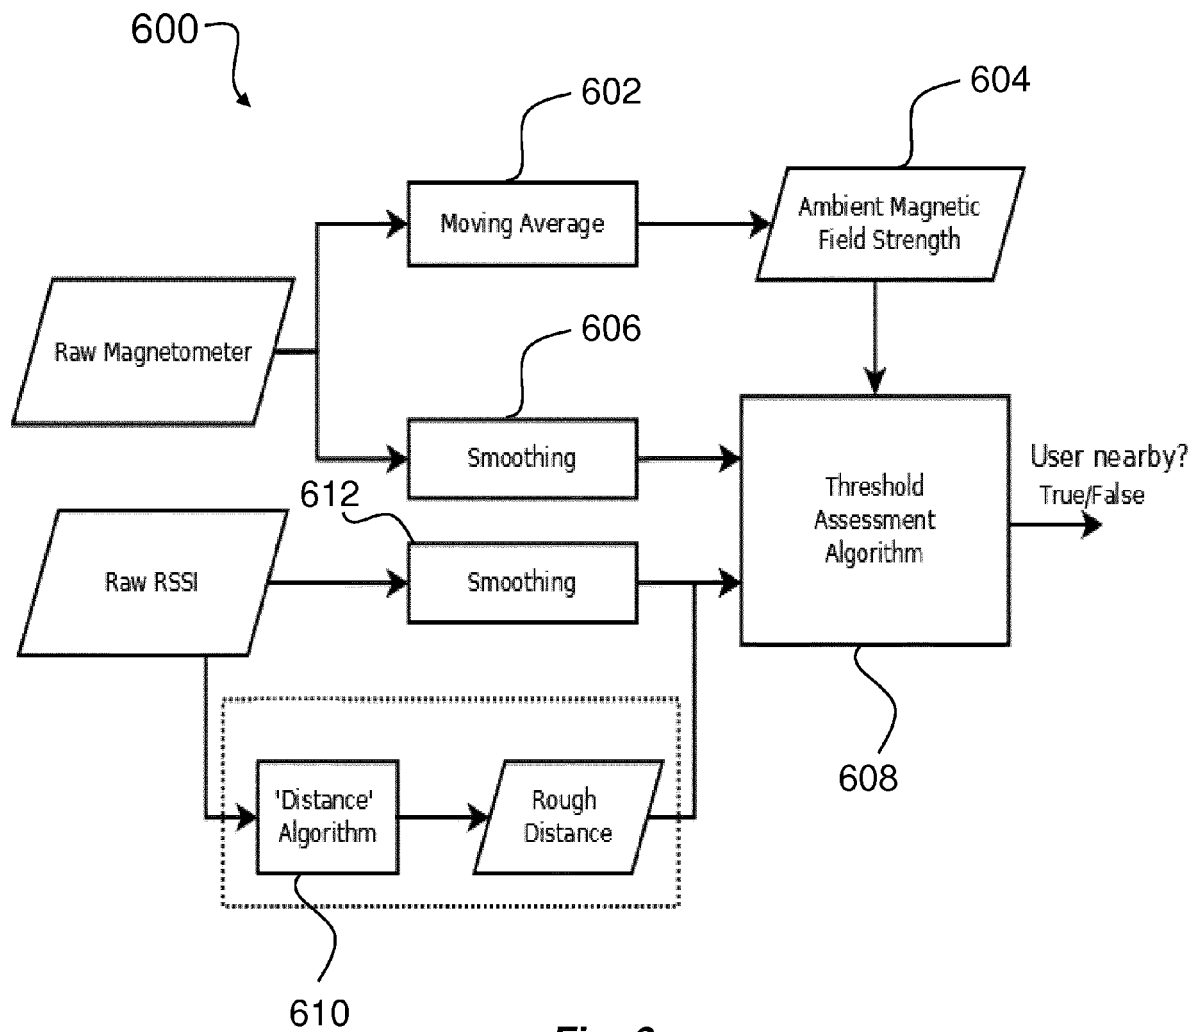 600
602
604
Moving Average
Ambient Magnetic
Field Strength
606
Raw Magnetometer
Smoothing
612
User nearby?
True/False
Threshold
Assessment
Algorithm
Raw RSSI
Smoothing
608
'Distance'
Algorithm
Rough
Distance
610